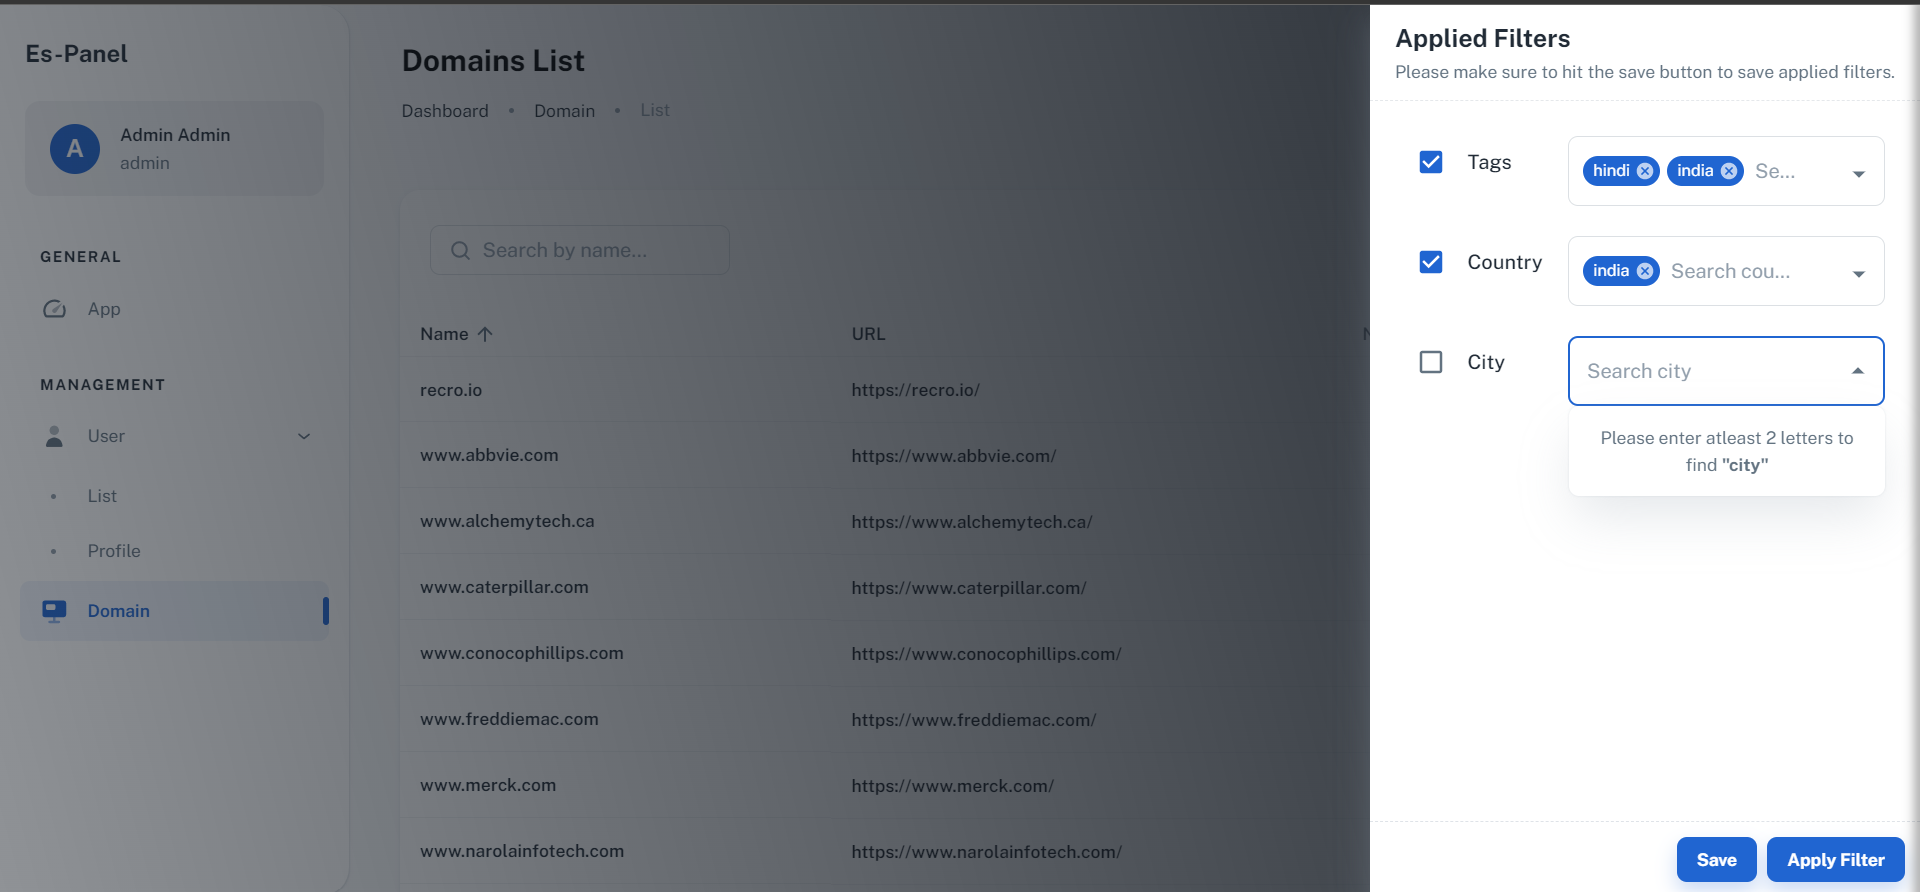 Es-Panel
A
Admin Admin
admin
GENERAL
App
MANAGEMENT
User
List
Profile
Domain
Domains List
Dashboard • Domain • List
Search by name...
Name URL
recro.io https://recro.io/
www.abbvie.com https://www.abbvie.com/
www.alchemytech.ca https://www.alchemytech.ca/
www.caterpillar.com https://www.caterpillar.com/
www.conocophillips.com https://www.conocophillips.com/
www.freddiemac.com https://www.freddiemac.com/
www.merck.com https://www.merck.com/
www.narolainfotech.com https://www.narolainfotech.com/
Applied Filters
Please make sure to hit the save button to save applied filters.
Tags hindi india Se...
Country india Search cou...
City Search city
Please enter atleast 2 letters to
find "city"
Save Apply Filter